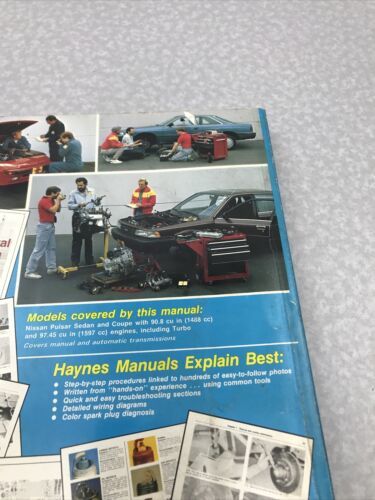 Models covered by this manual:
Nissan Pulsar Sedan and Coupe with 90.8 cu in (1488 cc)
and 97.45 cu in (1597 cc) engines, including Turbo
Covers manual and automatic transmissions
Haynes Manuals Explain Best:
Step-by-step procedures linked to hundreds of easy-to-follow photos
Written from "hands-on" experience . . . using common tools
Quick and easy troubleshooting sections
Detailed wiring diagrams
Color spark plug diagnosis